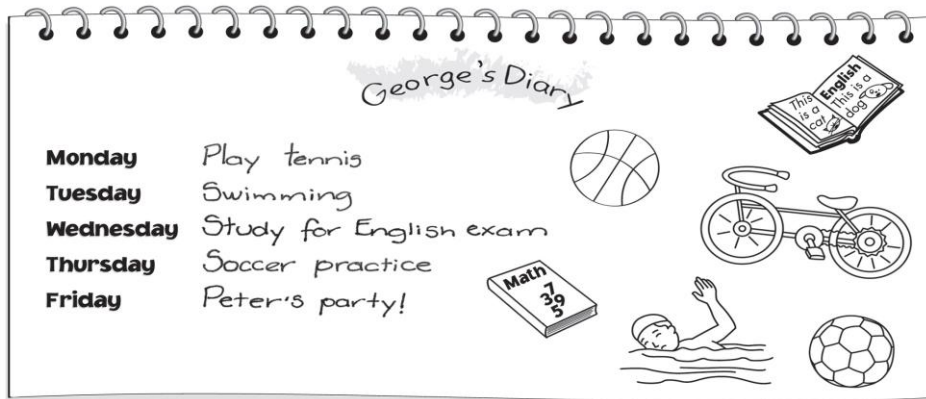 George's Diary
Monday Play tennis
Tuesday Swimming
Wednesday Study for English exam
Thursday Soccer practice
Friday Peter's party!
English
This is a cat
This is a dog
Math
7
39
5